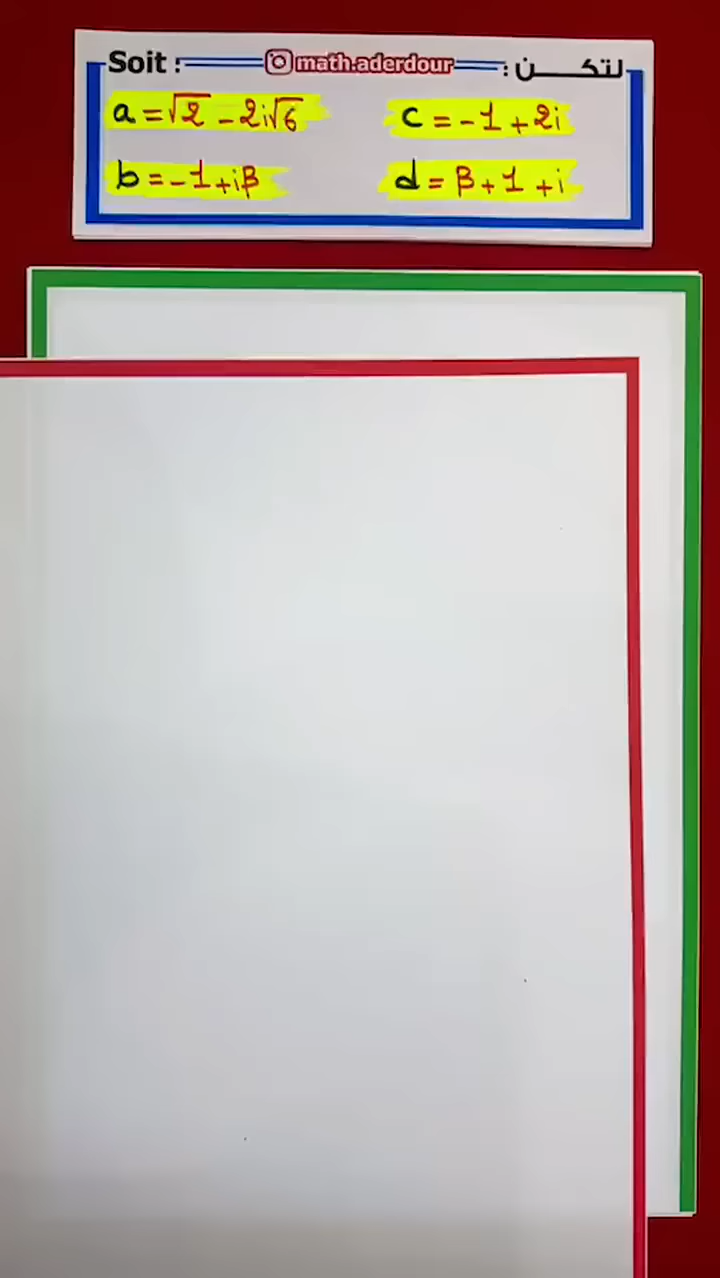 Soit : math.aderdour لتكن :
a = √2 - 2i√6 c = -1 + 2i
b = -1 + iβ d = β + 1 + i